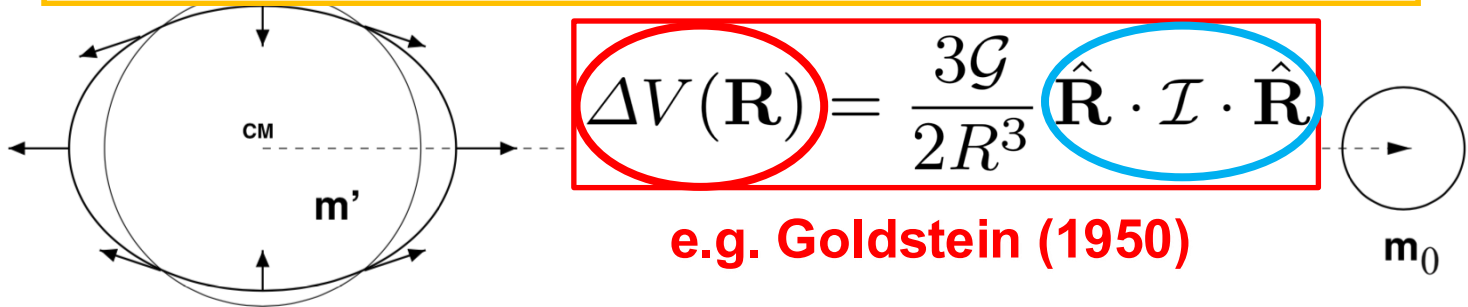 CM
m'
ΔV(R) = 3𝒢/2R³ R̂ · ℐ · R̂
e.g. Goldstein (1950)
m₀